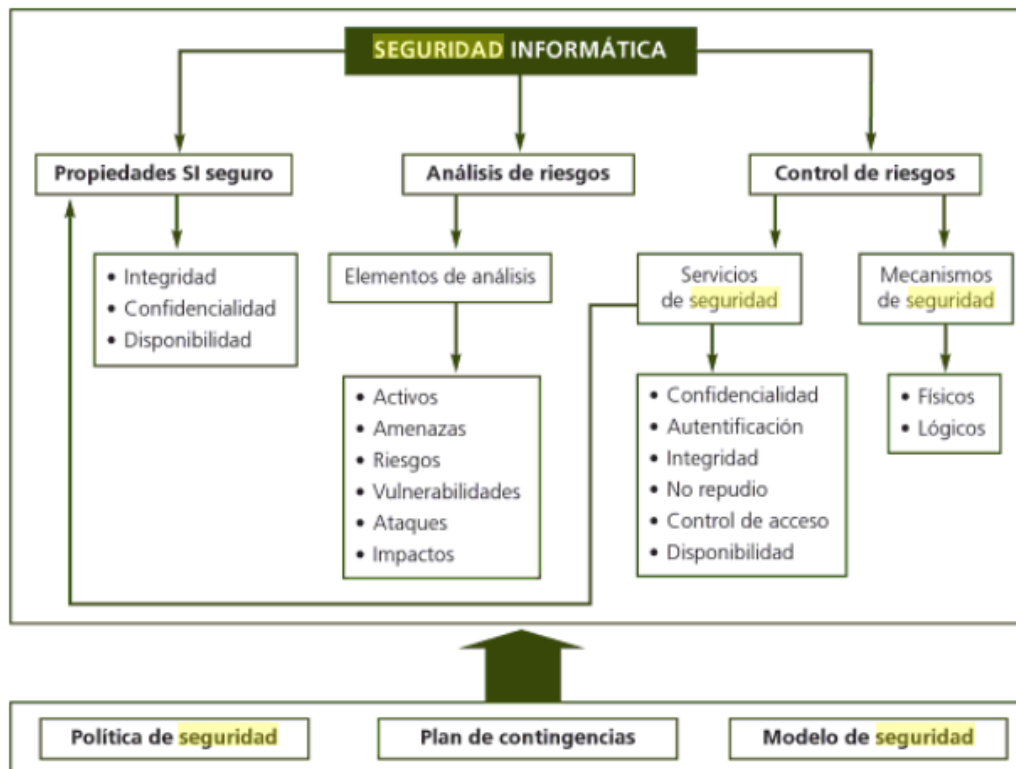 SEGURIDAD INFORMÁTICA
Propiedades SI seguro
• Integridad
• Confidencialidad
• Disponibilidad
Análisis de riesgos
Elementos de análisis
• Activos
• Amenazas
• Riesgos
• Vulnerabilidades
• Ataques
• Impactos
Control de riesgos
Servicios
de seguridad
• Confidencialidad
• Autentificación
• Integridad
• No repudio
• Control de acceso
• Disponibilidad
Mecanismos
de seguridad
• Físicos
• Lógicos
Política de seguridad
Plan de contingencias
Modelo de seguridad